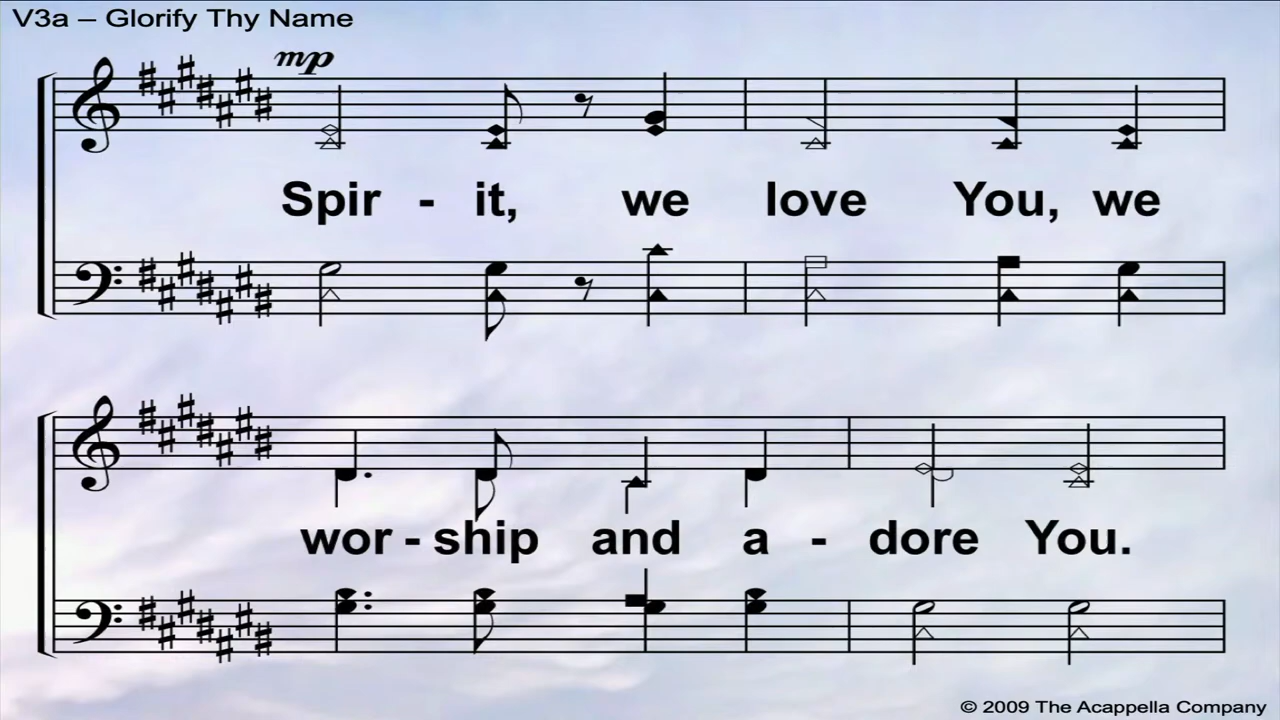 V3a – Glorify Thy Name
mp
Spir - it, we love You, we
wor - ship and a - dore You.
© 2009 The Acappella Company